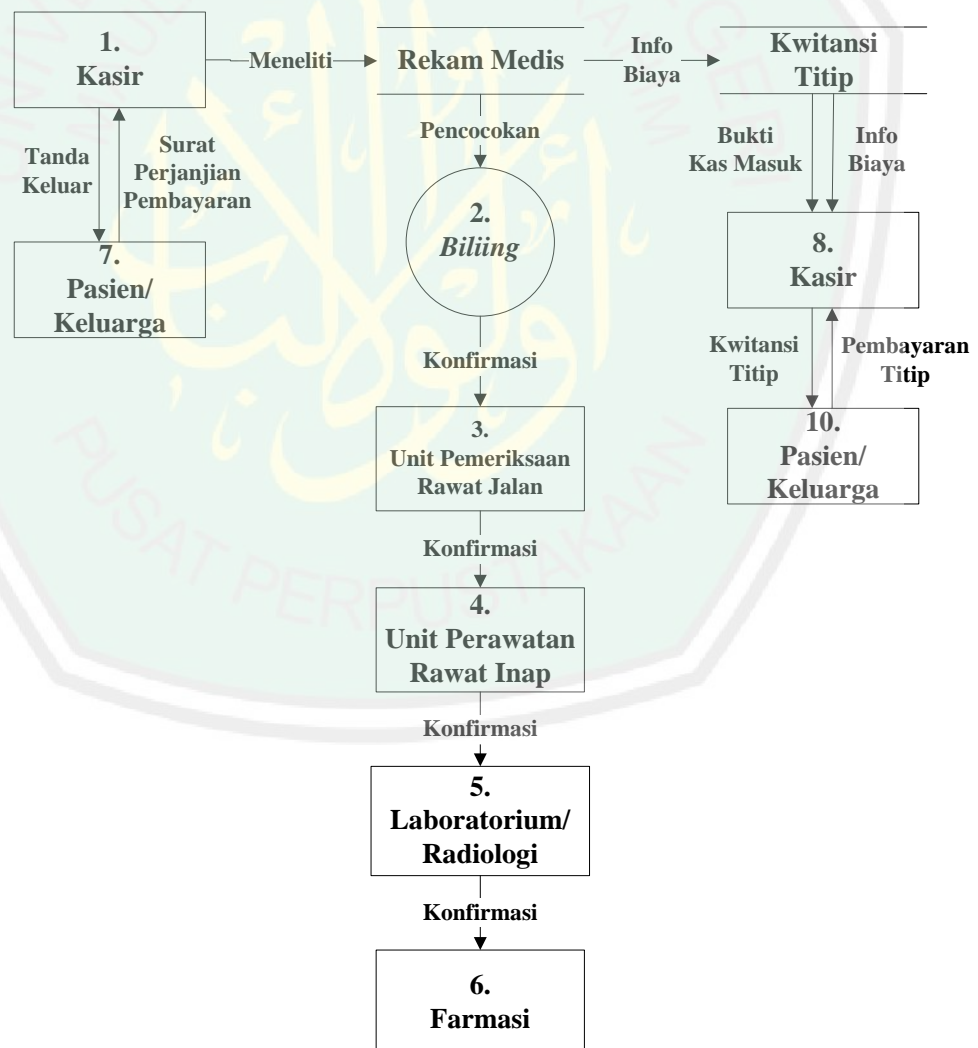 1.
Kasir
Meneliti
Rekam Medis
Info
Biaya
Kwitansi
Titip
Tanda
Keluar
Surat
Perjanjian
Pembayaran
Pencocokan
Bukti
Kas Masuk
Info
Biaya
2.
Biliing
7.
Pasien/
Keluarga
8.
Kasir
Konfirmasi
Kwitansi
Titip
Pembayaran
Titip
3.
Unit Pemeriksaan
Rawat Jalan
10.
Pasien/
Keluarga
Konfirmasi
4.
Unit Perawatan
Rawat Inap
Konfirmasi
5.
Laboratorium/
Radiologi
Konfirmasi
6.
Farmasi
PUSAT PERPUSTAKAAN